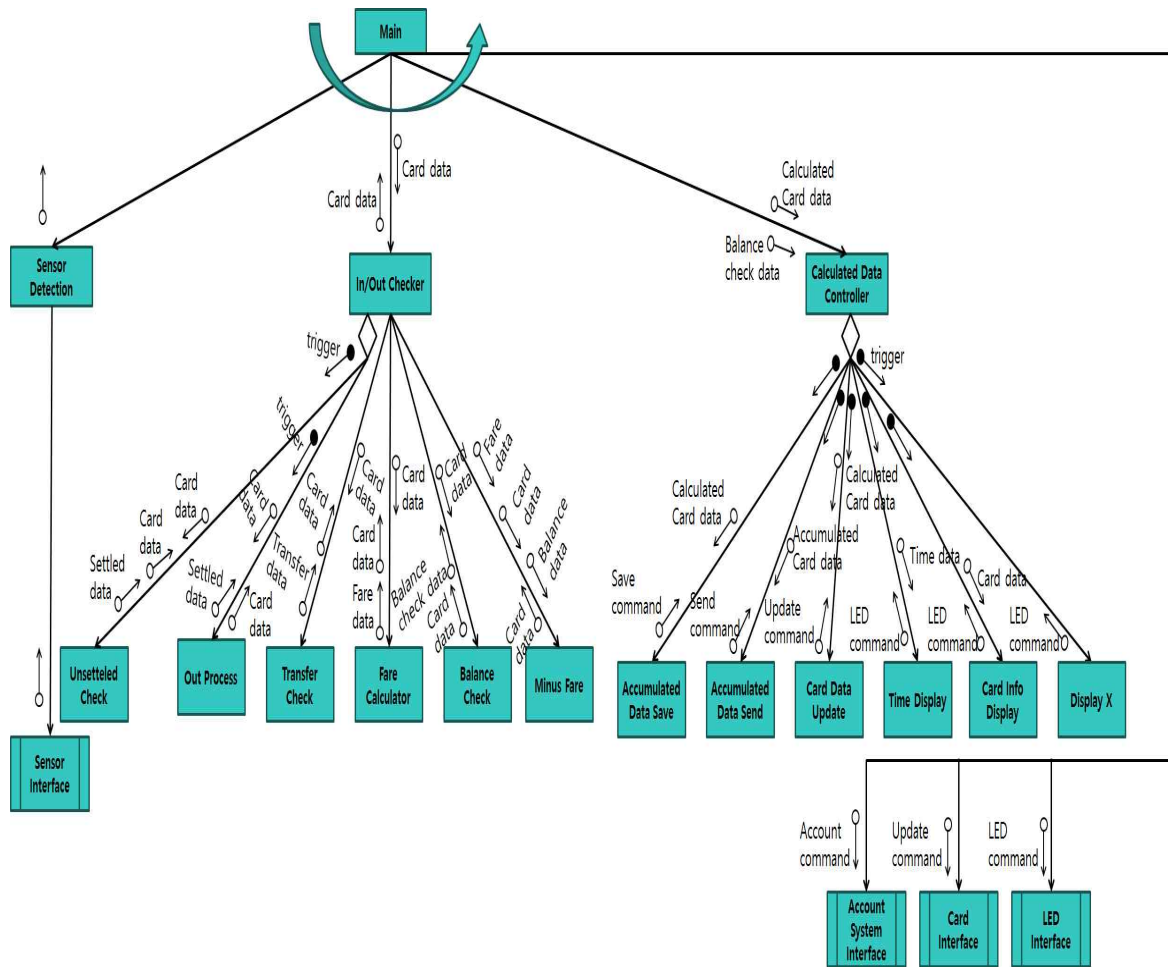 Main
Card data
Card data
Calculated
Card data
Balance
check data
Sensor
Detection
In/Out Checker
Calculated Data
Controller
trigger
trigger
trigger
Card
data
Card
data
Settled
data
Card
data
Settled
data
Card
data
Card
data
Transfer
data
Card
data
Card
data
Card
data
Fare
data
Card
data
Balance
check data
Card
data
Fare
data
Card
data
Balance
data
Card
data
Calculated
Card data
Calculated
Card data
Accumulated
Card data
Time data
Card data
Save
command
Send
command
Update
command
LED
command
LED
command
LED
command
Unsetteled
Check
Out Process
Transfer
Check
Fare
Calculator
Balance
Check
Minus Fare
Accumulated
Data Save
Accumulated
Data Send
Card Data
Update
Time Display
Card Info
Display
Display X
Sensor
Interface
Account
command
Update
command
LED
command
Account
System
Interface
Card
Interface
LED
Interface